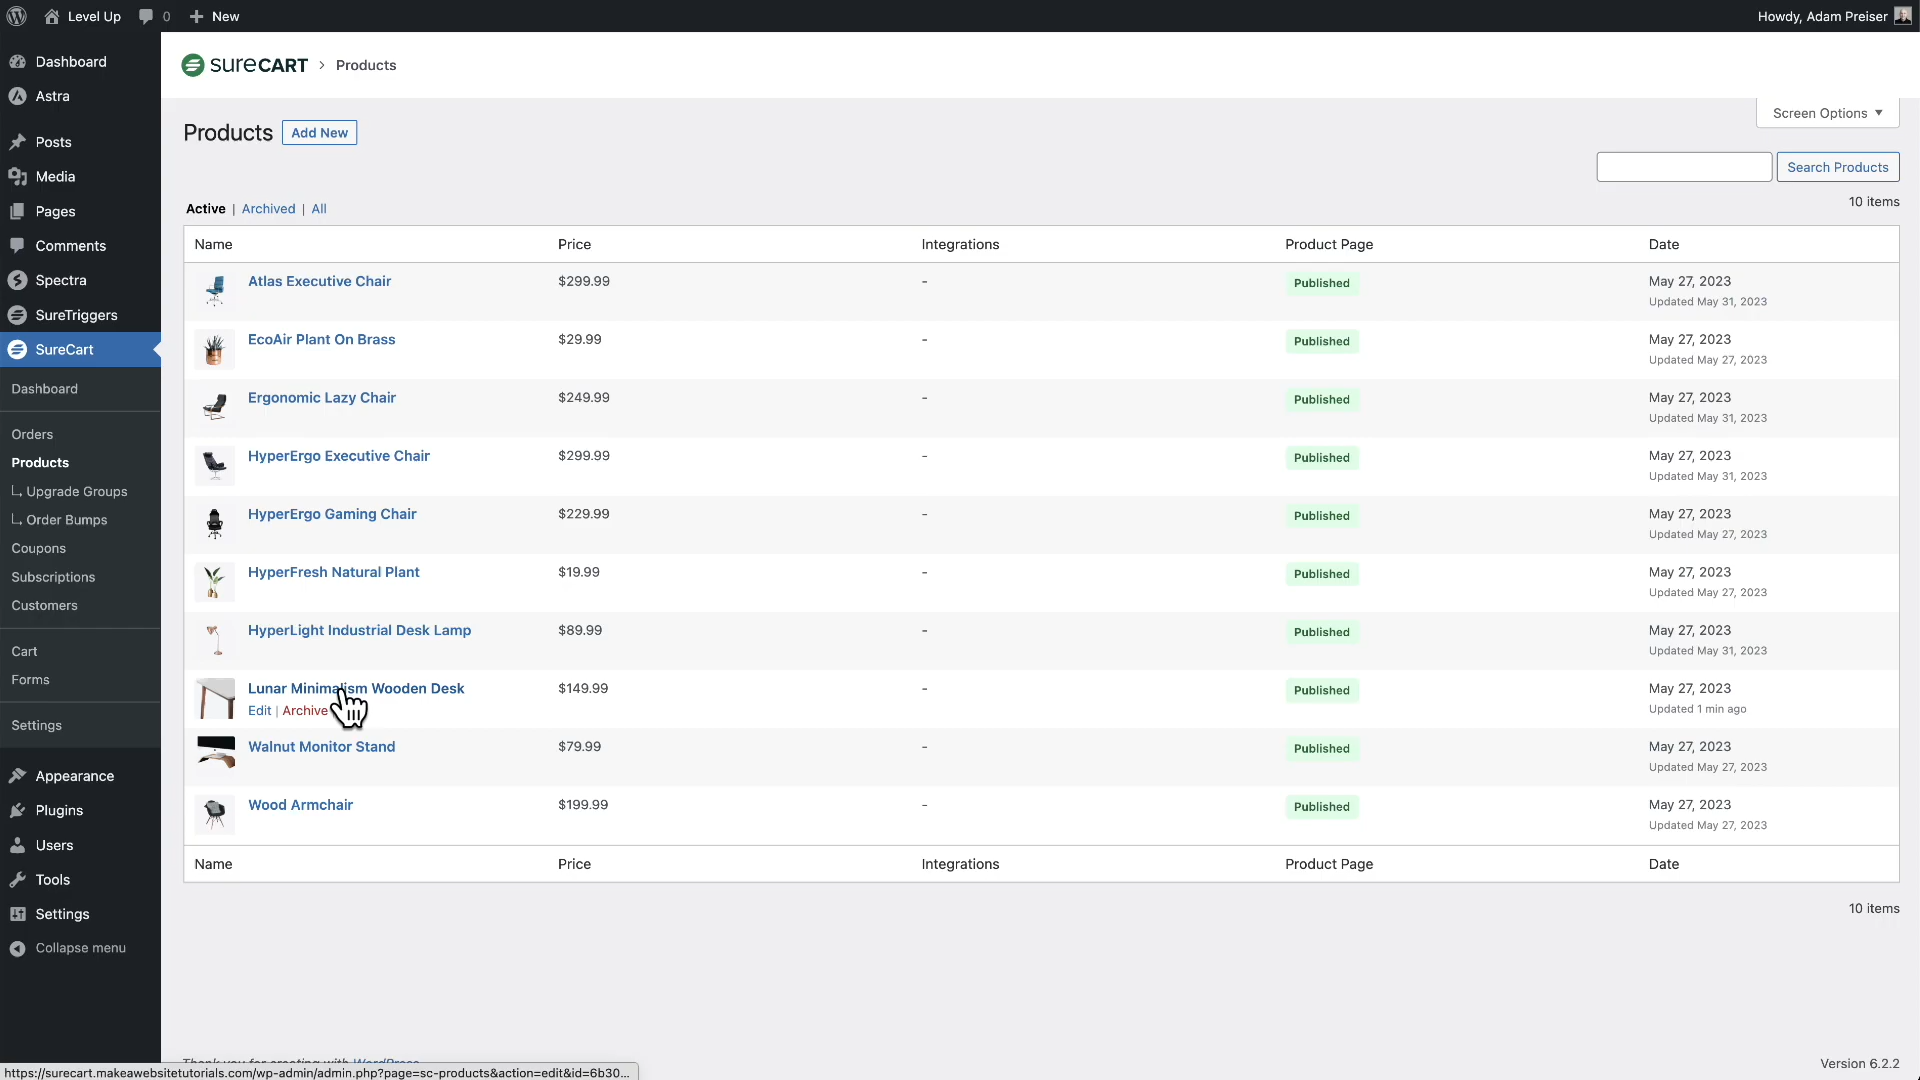 Level Up 0 New Howdy, Adam Preiser
Dashboard
Astra
Posts
Media
Pages
Comments
Spectra
SureTriggers
SureCart
Dashboard
Orders
Products
Upgrade Groups
Order Bumps
Coupons
Subscriptions
Customers
Cart
Forms
Settings
Appearance
Plugins
Users
Tools
Settings
Collapse menu
SURECART > Products
Screen Options
Products Add New
Search Products
Active | Archived | All 10 items
Name Price Integrations Product Page Date
Atlas Executive Chair $299.99 - Published May 27, 2023
Updated May 31, 2023
EcoAir Plant On Brass $29.99 - Published May 27, 2023
Updated May 27, 2023
Ergonomic Lazy Chair $249.99 - Published May 27, 2023
Updated May 31, 2023
HyperErgo Executive Chair $299.99 - Published May 27, 2023
Updated May 31, 2023
HyperErgo Gaming Chair $229.99 - Published May 27, 2023
Updated May 27, 2023
HyperFresh Natural Plant $19.99 - Published May 27, 2023
Updated May 27, 2023
HyperLight Industrial Desk Lamp $89.99 - Published May 27, 2023
Updated May 31, 2023
Lunar Minimalism Wooden Desk $149.99 - Published May 27, 2023
Edit | Archive Updated 1 min ago
Walnut Monitor Stand $79.99 - Published May 27, 2023
Updated May 27, 2023
Wood Armchair $199.99 - Published May 27, 2023
Updated May 27, 2023
Name Price Integrations Product Page Date
10 items
Thank you for creating with WordPress Version 6.2.2
https://surecart.makeawebsitetutorials.com/wp-admin/admin.php?page=sc-products&action=edit&id=6b30...